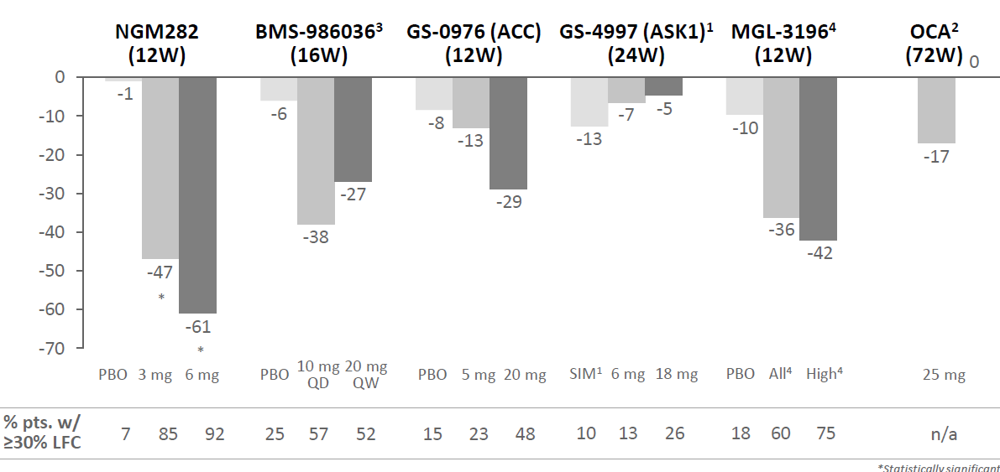 NGM282 BMS-986036³ GS-0976 (ACC) GS-4997 (ASK1)¹ MGL-3196⁴ OCA²
(12W) (16W) (12W) (24W) (12W) (72W) 0
0
-10
-20
-30
-40
-50
-60
-70
-1 -47 -61
* *
-6 -38 -27
-8 -13 -29
-13 -7 -5
-10 -36 -42
-17
PBO 3 mg 6 mg PBO 10 mg 20 mg PBO 5 mg 20 mg SIM¹ 6 mg 18 mg PBO All⁴ High⁴ 25 mg
QD QW
% pts. w/
≥30% LFC 7 85 92 25 57 52 15 23 48 10 13 26 18 60 75 n/a
*Statistically significant